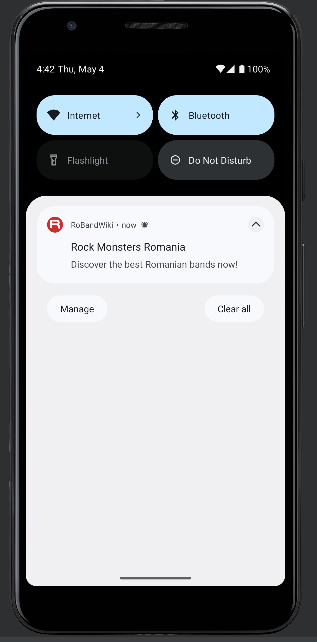 4:42 Thu, May 4 100%
Internet Bluetooth
Flashlight Do Not Disturb
R RoBandWiki • now
Rock Monsters Romania
Discover the best Romanian bands now!
Manage Clear all